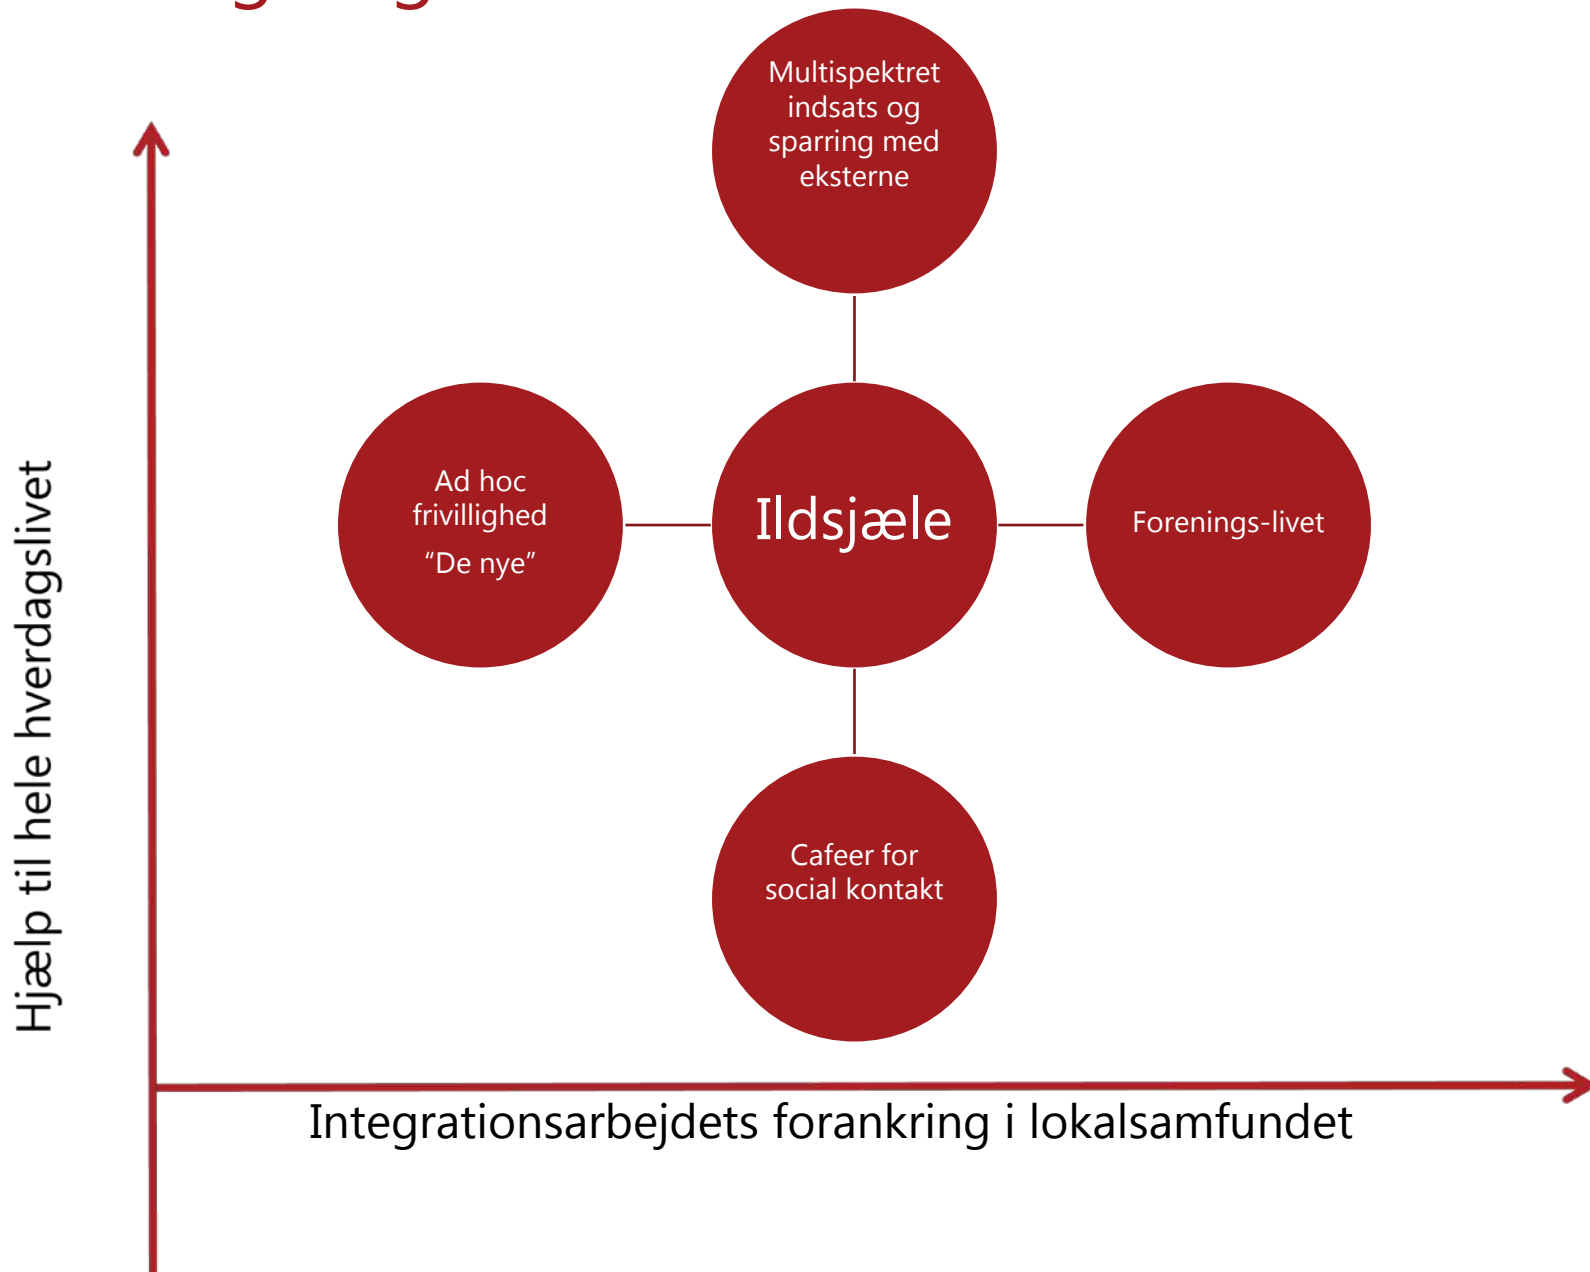 Multispektret
indsats og
sparring med
eksterne
Ad hoc
frivillighed
“De nye”
Ildsjæle
Forenings-livet
Cafeer for
social kontakt
Hjælp til hele hverdagslivet
Integrationsarbejdets forankring i lokalsamfundet